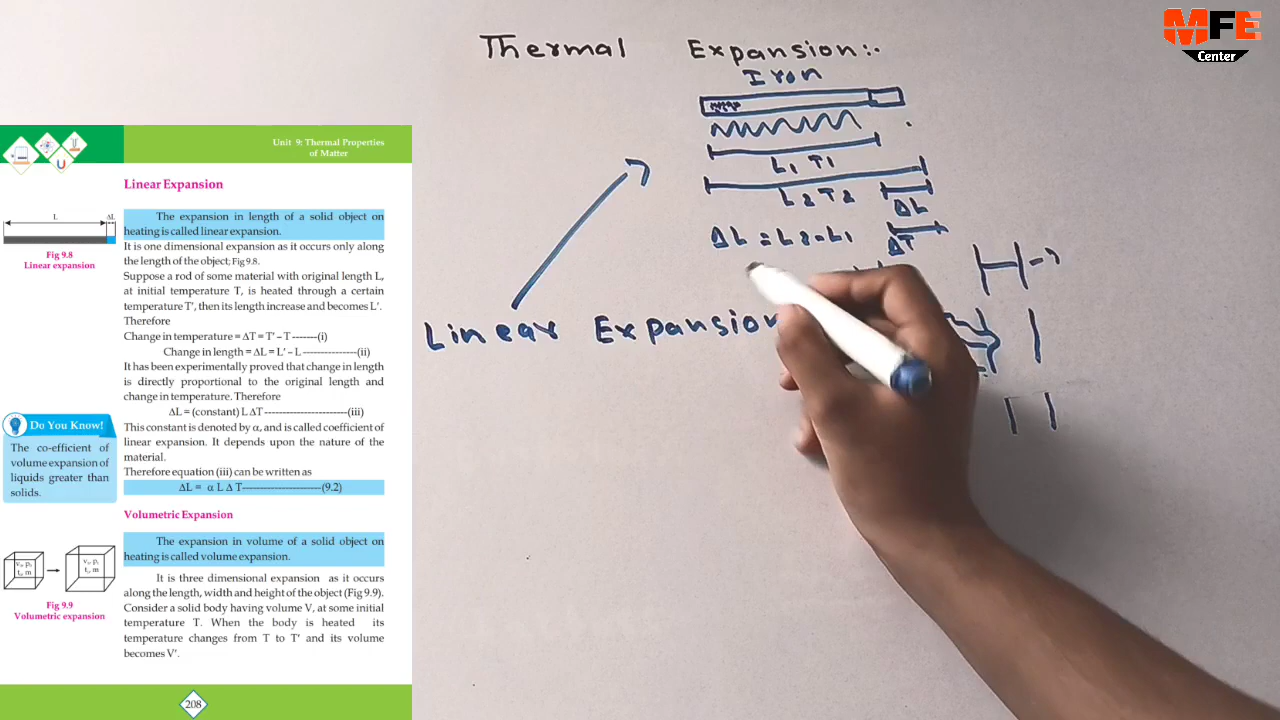 MFE
Center
Thermal Expansion:.
Iron
L1 T1
L2 T2
ΔL
ΔL = L2 - L1
ΔT
Linear Expansion
Unit 9: Thermal Properties
of Matter
Linear Expansion
L
ΔL
Fig 9.8
Linear expansion
The expansion in length of a solid object on
heating is called linear expansion.
It is one dimensional expansion as it occurs only along
the length of the object; Fig 9.8.
Suppose a rod of some material with original length L,
at initial temperature T, is heated through a certain
temperature T′, then its length increase and becomes L′.
Therefore
Change in temperature = ΔT = T′ – T -------(i)
Change in length = ΔL = L′ – L ---------------(ii)
It has been experimentally proved that change in length
is directly proportional to the original length and
change in temperature. Therefore
ΔL = (constant) L ΔT -----------------------(iii)
This constant is denoted by α, and is called coefficient of
linear expansion. It depends upon the nature of the
material.
Therefore equation (iii) can be written as
ΔL = α L Δ T----------------------(9.2)
Do You Know!
The co-efficient of
volume expansion of
liquids greater than
solids.
Volumetric Expansion
The expansion in volume of a solid object on
heating is called volume expansion.
It is three dimensional expansion as it occurs
along the length, width and height of the object (Fig 9.9).
Consider a solid body having volume V, at some initial
temperature T. When the body is heated its
temperature changes from T to T′ and its volume
becomes V′.
Fig 9.9
Volumetric expansion
208